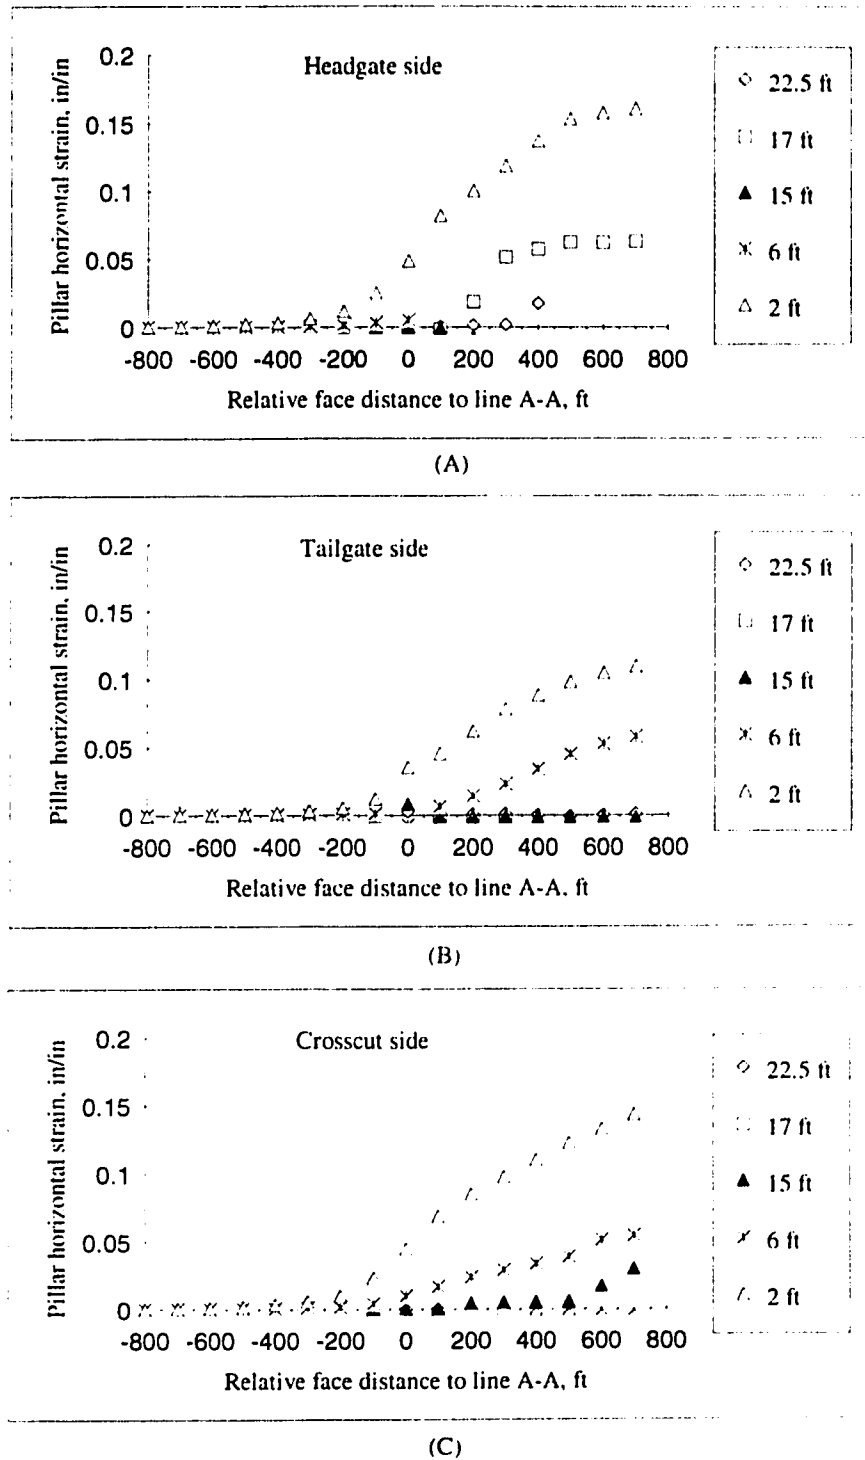 Headgate side
Pillar horizontal strain, in/in
0.2
0.15
0.1
0.05
0
-800 -600 -400 -200 0 200 400 600 800
Relative face distance to line A-A, ft
22.5 ft
17 ft
15 ft
6 ft
2 ft
(A)
Tailgate side
Pillar horizontal strain, in/in
0.2
0.15
0.1
0.05
0
-800 -600 -400 -200 0 200 400 600 800
Relative face distance to line A-A, ft
22.5 ft
17 ft
15 ft
6 ft
2 ft
(B)
Crosscut side
Pillar horizontal strain, in/in
0.2
0.15
0.1
0.05
0
-800 -600 -400 -200 0 200 400 600 800
Relative face distance to line A-A, ft
22.5 ft
17 ft
15 ft
6 ft
2 ft
(C)